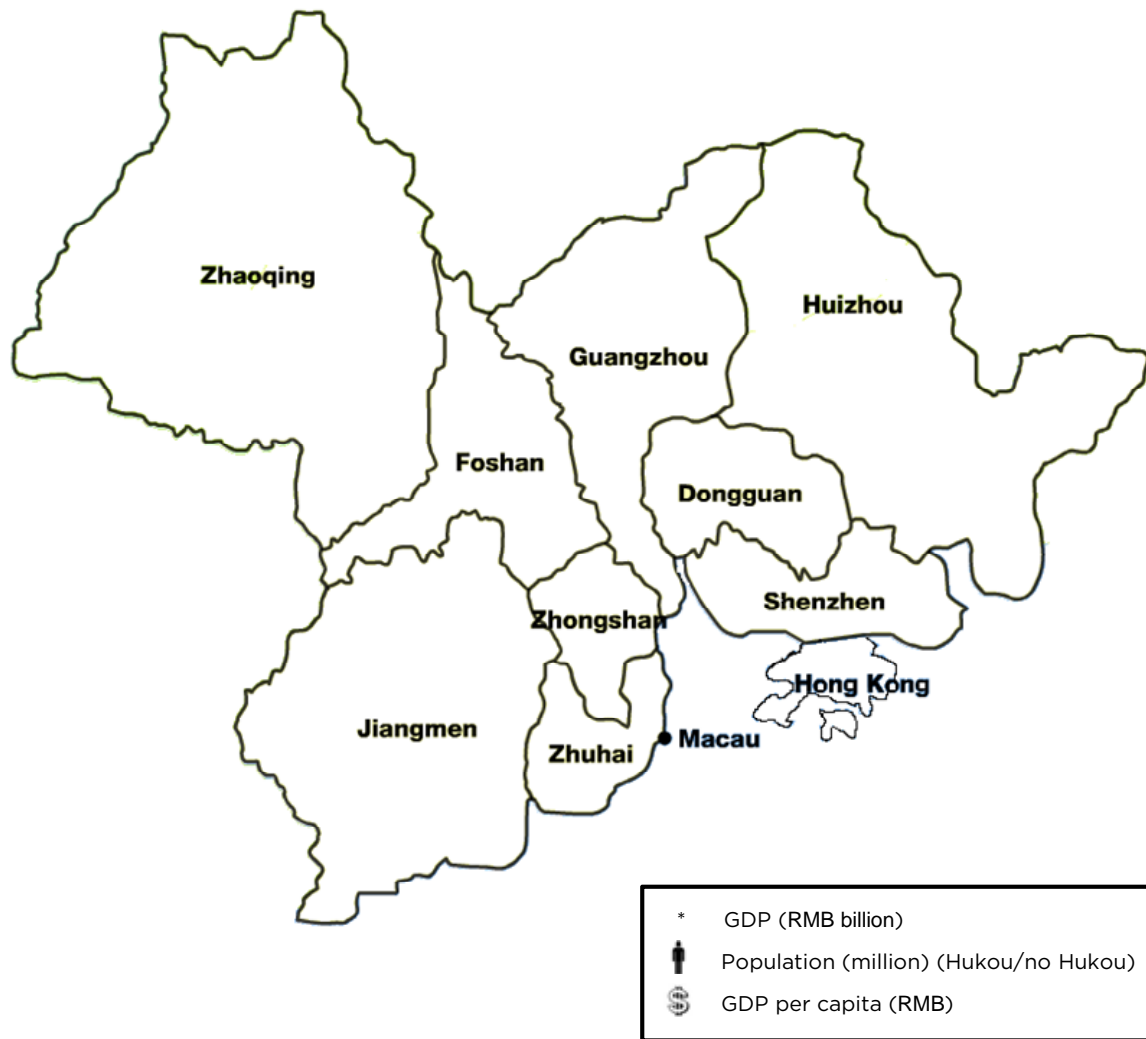 Zhaoqing
Huizhou
Guangzhou
Foshan
Dongguan
Shenzhen
Zhongshan
Hong Kong
Jiangmen
Macau
Zhuhai
* GDP (RMB billion)
Population (million) (Hukou/no Hukou)
$ GDP per capita (RMB)